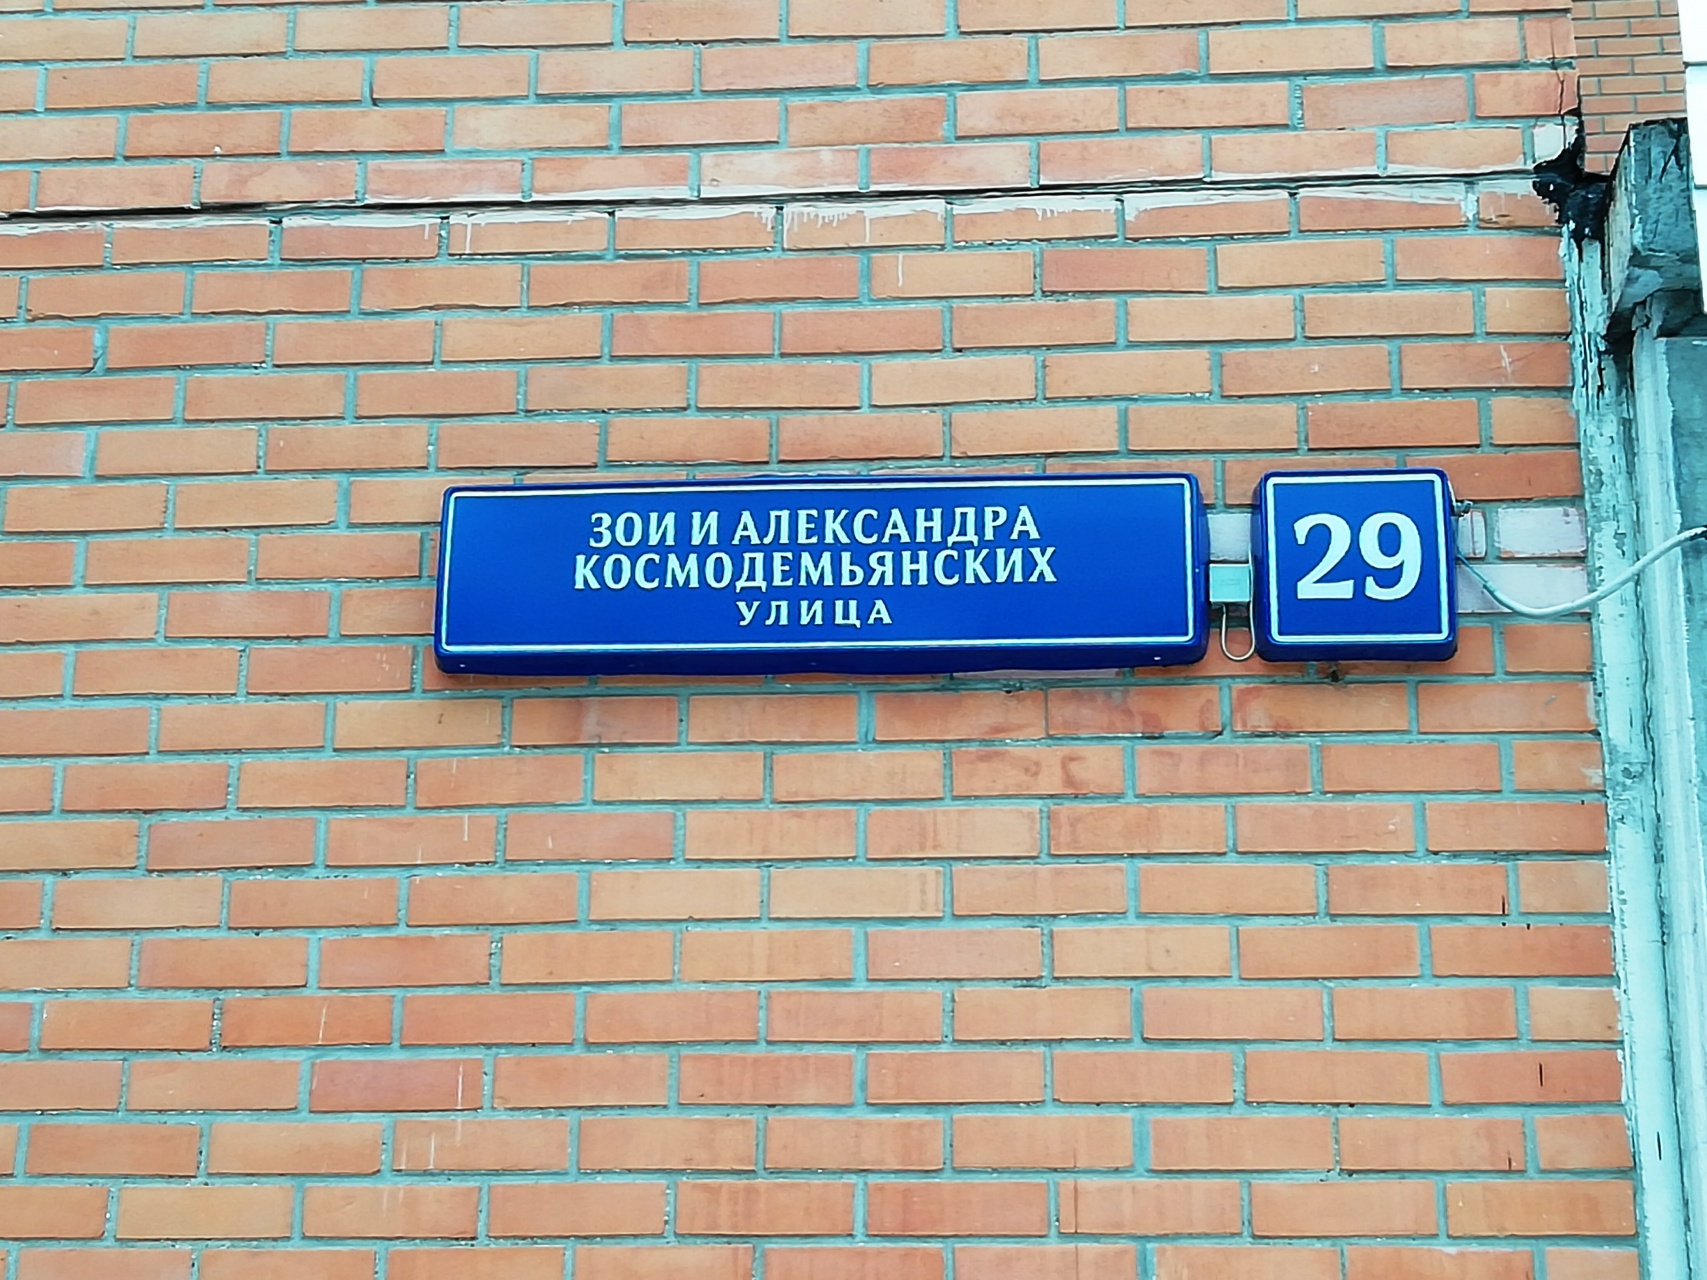 ЗОИ И АЛЕКСАНДРА
КОСМОДЕМЬЯНСКИХ
УЛИЦА
29